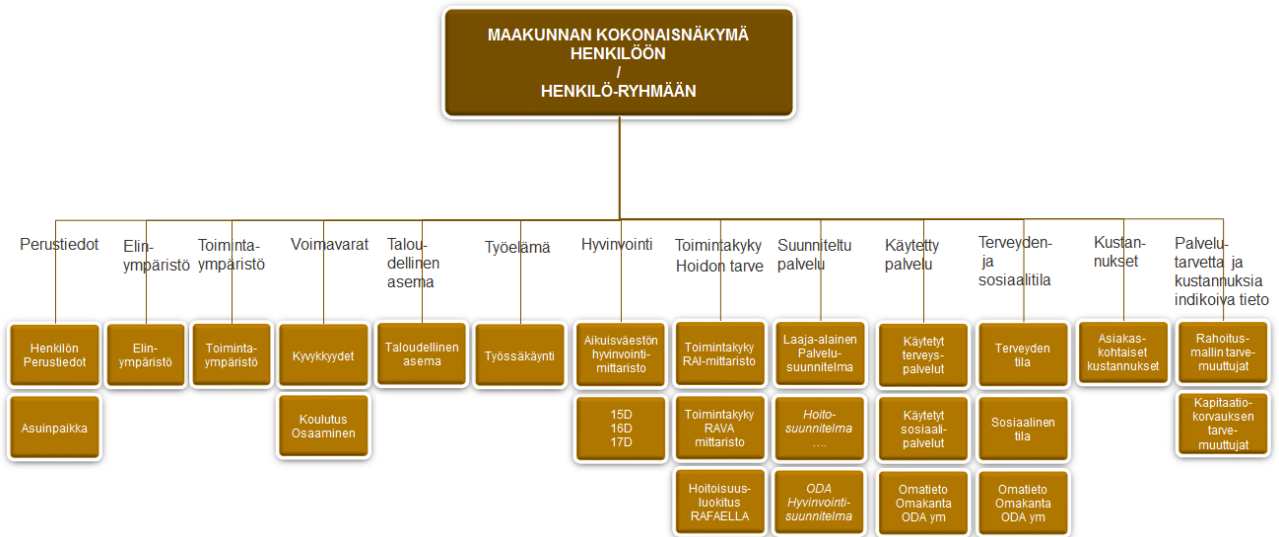 MAAKUNNAN KOKONAISNÄKYMÄ
HENKILÖÖN
/
HENKILÖ-RYHMÄÄN
Perustiedot
Elin-
ympäristö
Toiminta-
ympäristö
Voimavarat
Talou-
dellinen
asema
Työelämä
Hyvinvointi
Toimintakyky
Hoidon tarve
Suunniteltu
palvelu
Käytetty
palvelu
Terveyden-
ja
sosiaalitila
Kustan-
nukset
Palvelu-
tarvetta ja
kustannuksia
indikoiva tieto
Henkilön
Perustiedot
Elin-
ympäristö
Toiminta-
ympäristö
Kyvykkyydet
Taloudellinen
asema
Työssäkäynti
Aikuisväestön
hyvinvointi-
mittaristo
Toimintakyky
RAI-mittaristo
Laaja-alainen
Palvelu-
suunnitelma
Käytetyt
terveys-
palvelut
Terveyden
tila
Asiakas-
kohtaiset
kustannukset
Rahoitus-
mallin tarve-
muuttujat
Asuinpaikka
Koulutus
Osaaminen
15D
16D
17D
Toimintakyky
RAVA
mittaristo
Hoito-
suunnitelma
....
Käytetyt
sosiaali-
palvelut
Sosiaalinen
tila
Kapitaatio-
korvauksen
tarve-
muuttujat
Hoitoisuus-
luokitus
RAFAELLA
ODA
Hyvinvointi-
suunnitelma
Omatieto
Omakanta
ODA ym
Omatieto
Omakanta
ODA ym